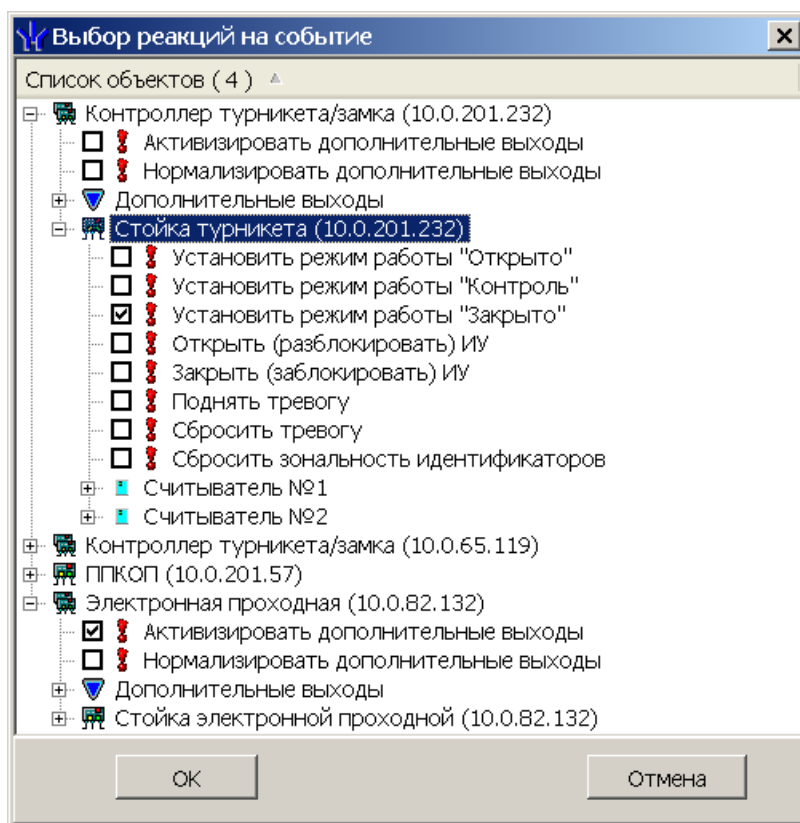 Выбор реакций на событие
Список объектов ( 4 )
Контроллер турникета/замка (10.0.201.232)
Активизировать дополнительные выходы
Нормализировать дополнительные выходы
Дополнительные выходы
Стойка турникета (10.0.201.232)
Установить режим работы "Открыто"
Установить режим работы "Контроль"
Установить режим работы "Закрыто"
Открыть (разблокировать) ИУ
Закрыть (заблокировать) ИУ
Поднять тревогу
Сбросить тревогу
Сбросить зональность идентификаторов
Считыватель №1
Считыватель №2
Контроллер турникета/замка (10.0.65.119)
ППКОП (10.0.201.57)
Электронная проходная (10.0.82.132)
Активизировать дополнительные выходы
Нормализировать дополнительные выходы
Дополнительные выходы
Стойка электронной проходной (10.0.82.132)
OK Отмена